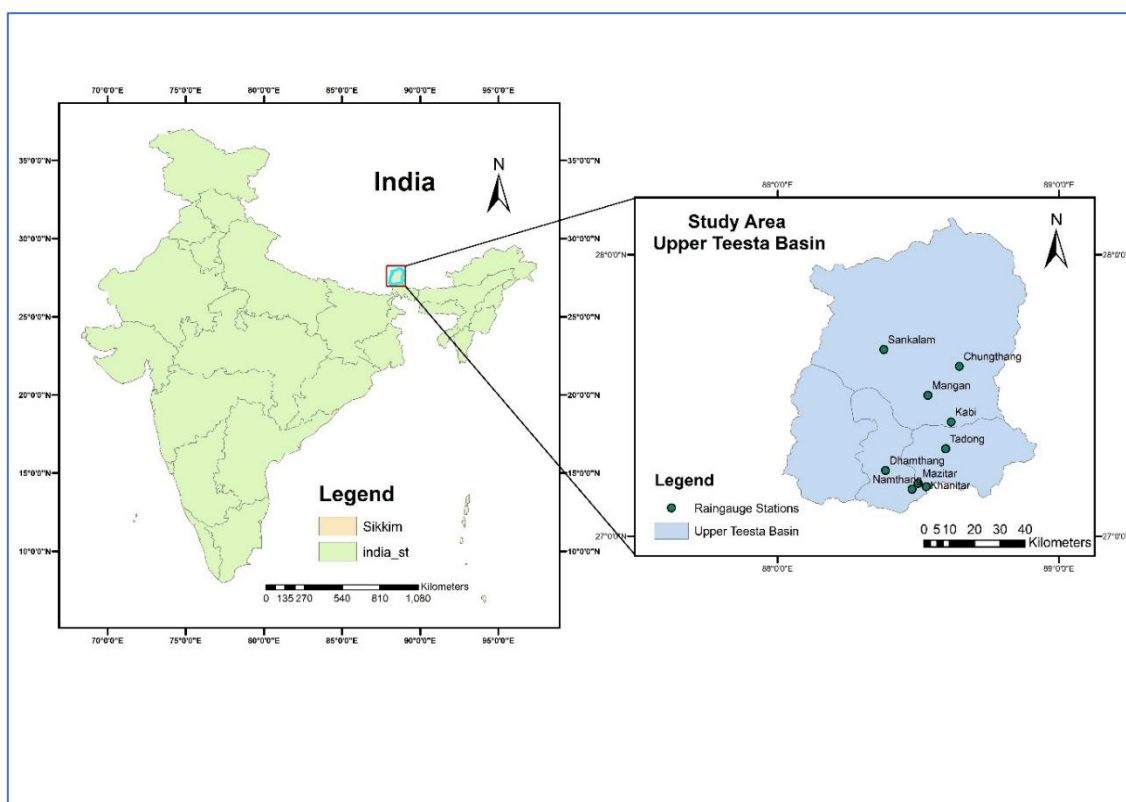 70°0'0"E 75°0'0"E 80°0'0"E 85°0'0"E 90°0'0"E 95°0'0"E
35°0'0"N 35°0'0"N
30°0'0"N 30°0'0"N
25°0'0"N 25°0'0"N
20°0'0"N 20°0'0"N
15°0'0"N 15°0'0"N
10°0'0"N 10°0'0"N
India
N
Legend
Sikkim
india_st
Kilometers
0 135 270 540 810 1,080
70°0'0"E 75°0'0"E 80°0'0"E 85°0'0"E 90°0'0"E 95°0'0"E
88°0'0"E 89°0'0"E
28°0'0"N 28°0'0"N
27°0'0"N 27°0'0"N
Study Area
Upper Teesta Basin
N
Sankalam
Chungthang
Mangan
Kabi
Tadong
Dhamthang
Mazitar
Namthang
Khanitar
Legend
Raingauge Stations
Upper Teesta Basin
0 5 10 20 30 40
Kilometers
88°0'0"E 89°0'0"E